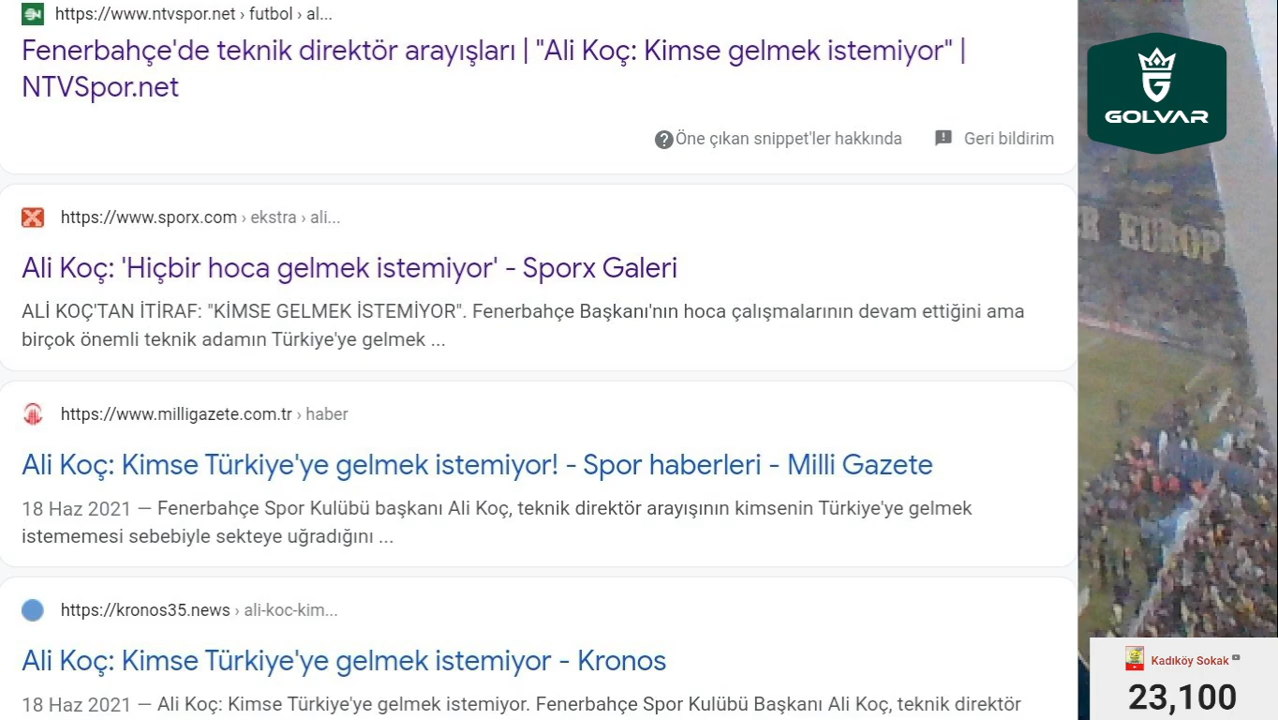 https://www.ntvspor.net › futbol › al...
Fenerbahçe'de teknik direktör arayışları | "Ali Koç: Kimse gelmek istemiyor" |
NTVSpor.net
Öne çıkan snippet'ler hakkında
Geri bildirim
https://www.sporx.com › ekstra › ali...
Ali Koç: 'Hiçbir hoca gelmek istemiyor' - Sporx Galeri
ALİ KOÇ'TAN İTİRAF: "KİMSE GELMEK İSTEMİYOR". Fenerbahçe Başkanı'nın hoca çalışmalarının devam ettiğini ama
birçok önemli teknik adamın Türkiye'ye gelmek ...
https://www.milligazete.com.tr › haber
Ali Koç: Kimse Türkiye'ye gelmek istemiyor! - Spor haberleri - Milli Gazete
18 Haz 2021 — Fenerbahçe Spor Kulübü başkanı Ali Koç, teknik direktör arayışının kimsenin Türkiye'ye gelmek
istememesi sebebiyle sekteye uğradığını ...
https://kronos35.news › ali-koc-kim...
Ali Koç: Kimse Türkiye'ye gelmek istemiyor - Kronos
18 Haz 2021 — Ali Koç: Kimse Türkiye'ye gelmek istemiyor. Fenerbahçe Spor Kulübü Başkanı Ali Koç, teknik direktör
GOLVAR
R EUROP
Kadıköy Sokak
23,100